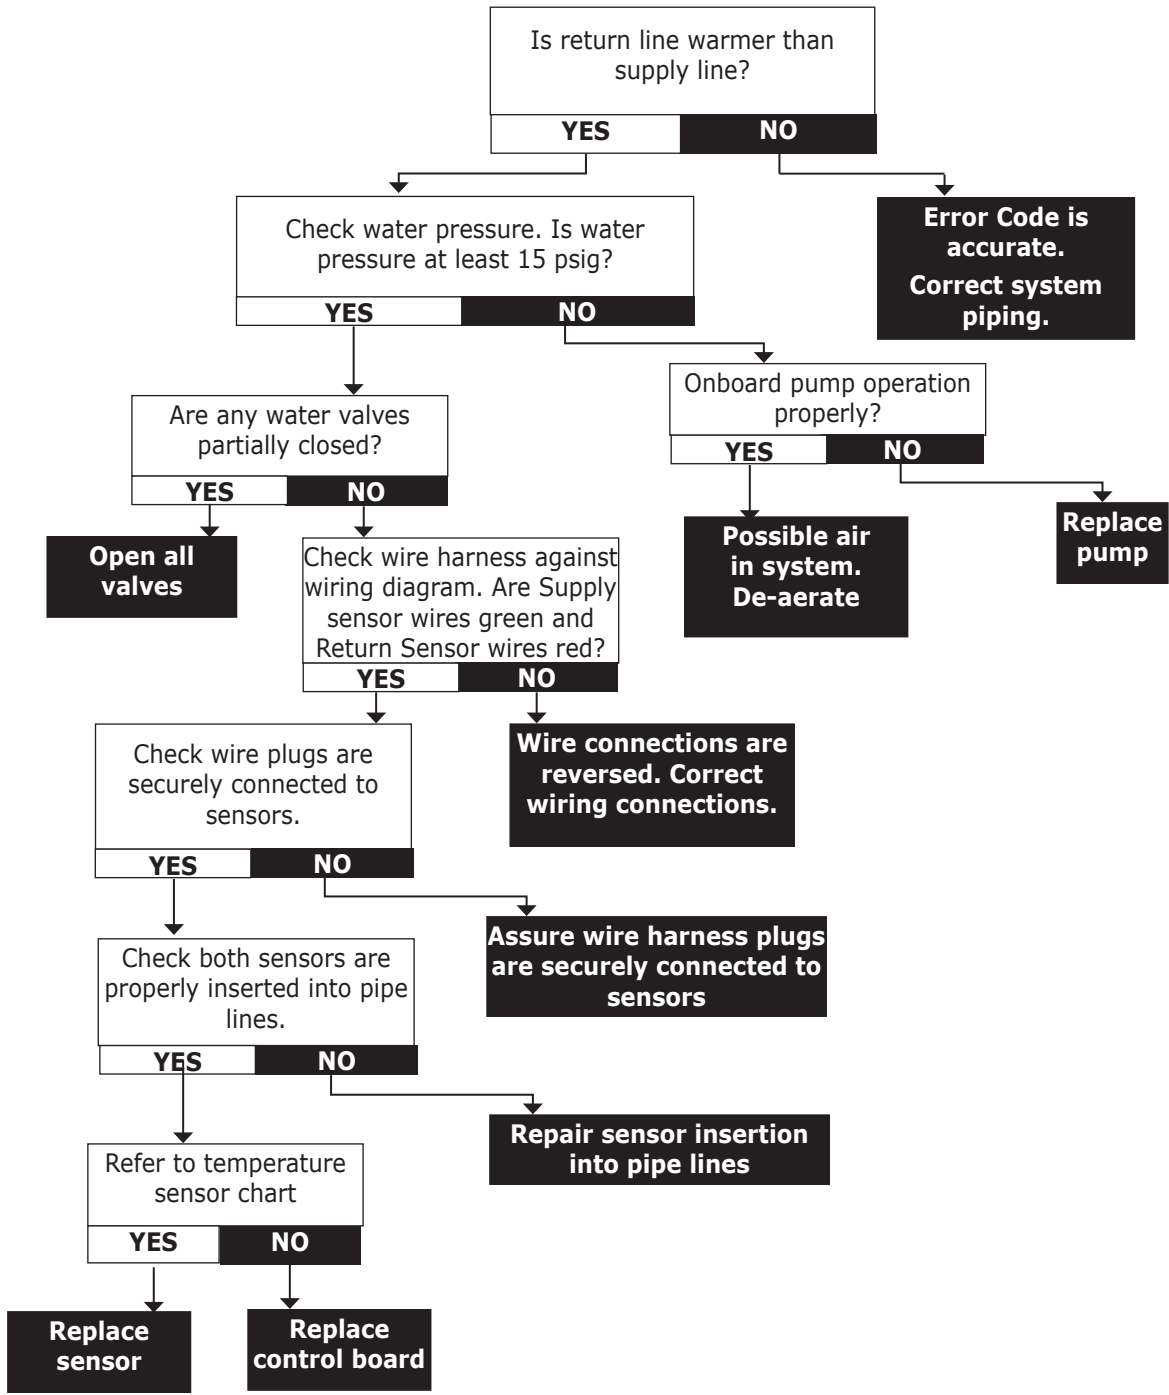 Is return line warmer than
supply line?
YES
NO
Check water pressure. Is water
pressure at least 15 psig?
YES
NO
Error Code is
accurate.
Correct system
piping.
Are any water valves
partially closed?
YES
NO
Onboard pump operation
properly?
YES
NO
Open all
valves
Check wire harness against
wiring diagram. Are Supply
sensor wires green and
Return Sensor wires red?
YES
NO
Possible air
in system.
De-aerate
Replace
pump
Check wire plugs are
securely connected to
sensors.
YES
NO
Wire connections are
reversed. Correct
wiring connections.
Check both sensors are
properly inserted into pipe
lines.
YES
NO
Assure wire harness plugs
are securely connected to
sensors
Refer to temperature
sensor chart
YES
NO
Repair sensor insertion
into pipe lines
Replace
sensor
Replace
control board